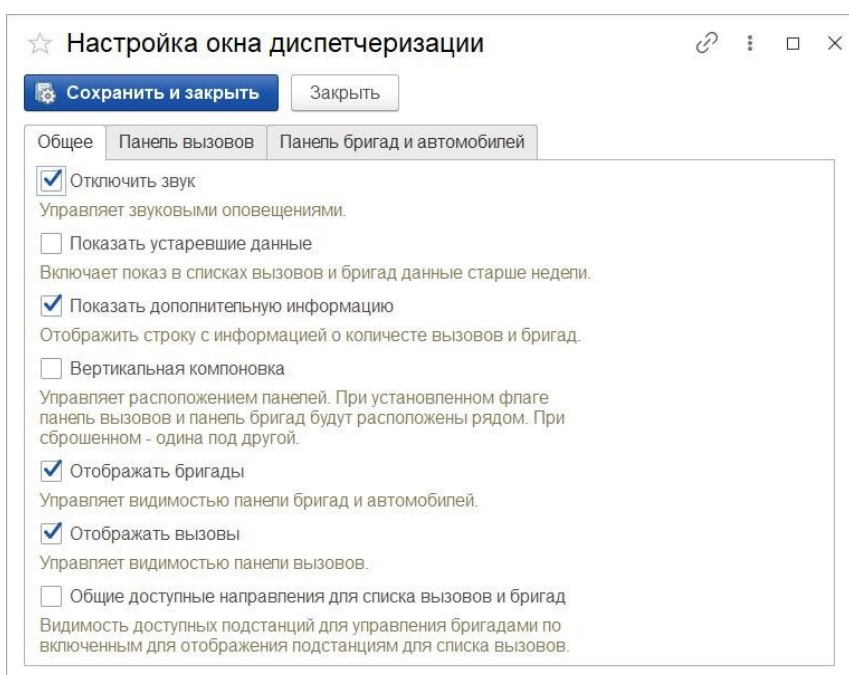 Настройка окна диспетчеризации
Сохранить и закрыть
Закрыть
Общее
Панель вызовов
Панель бригад и автомобилей
Отключить звук
Управляет звуковыми оповещениями.
Показать устаревшие данные
Включает показ в списках вызовов и бригад данные старше недели.
Показать дополнительную информацию
Отображить строку с информацией о количесте вызовов и бригад.
Вертикальная компоновка
Управляет расположением панелей. При установленном флаге
панель вызовов и панель бригад будут расположены рядом. При
сброшенном - одина под другой.
Отображать бригады
Управляет видимостью панели бригад и автомобилей.
Отображать вызовы
Управляет видимостью панели вызовов.
Общие доступные направления для списка вызовов и бригад
Видимость доступных подстанций для управления бригадами по
включенным для отображения подстанциям для списка вызовов.